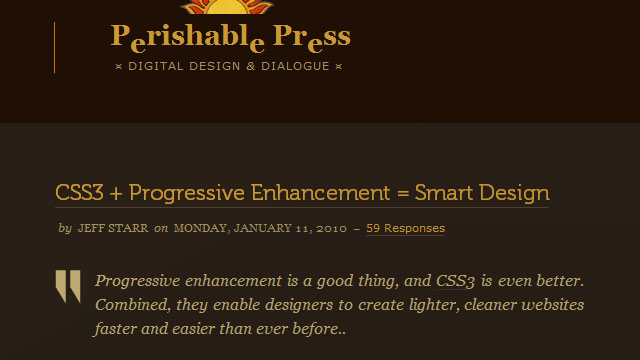 Perishable Press
× DIGITAL DESIGN & DIALOGUE ×
CSS3 + Progressive Enhancement = Smart Design
by JEFF STARR on MONDAY, JANUARY 11, 2010 – 59 Responses
Progressive enhancement is a good thing, and CSS3 is even better.
Combined, they enable designers to create lighter, cleaner websites
faster and easier than ever before..